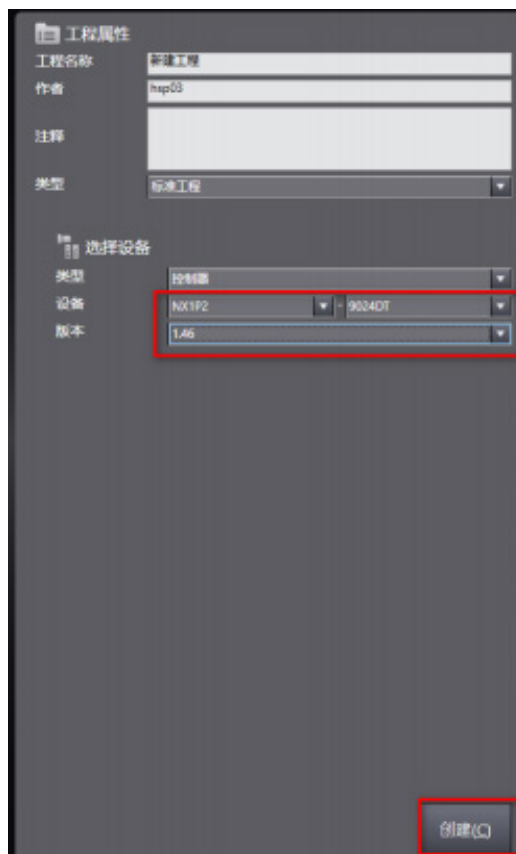 工程属性
工程名称 新建工程
作者 hsp03
注释
类型 标准工程
选择设备
类型 控制器
设备 NX1P2 - 9024DT
版本 1.46
创建(C)